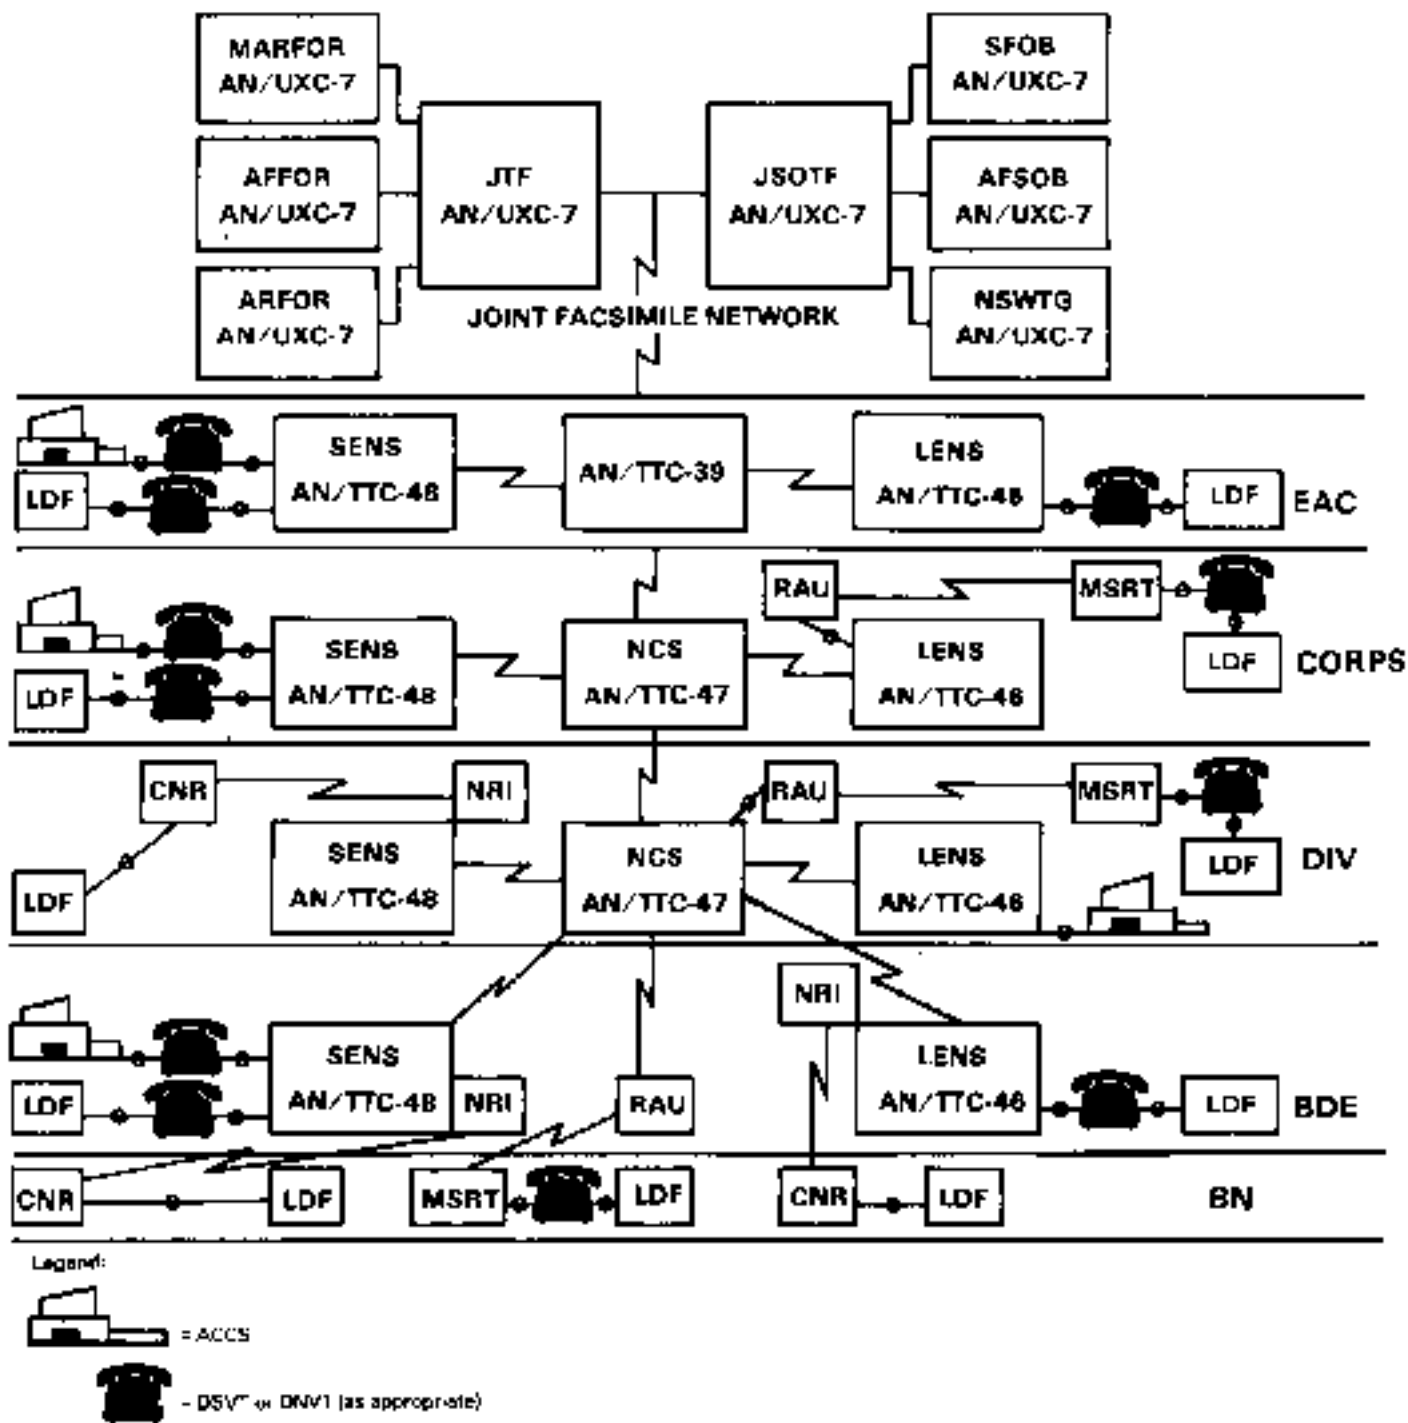 MARFOR
AN/UXC-7
SFOB
AN/UXC-7
AFFOR
AN/UXC-7
JTF
AN/UXC-7
JSOTF
AN/UXC-7
AFSOB
AN/UXC-7
ARFOR
AN/UXC-7
JOINT FACSIMILE NETWORK
NSWTG
AN/UXC-7
SENS
AN/TTC-48
AN/TTC-39
LENS
AN/TTC-46
LDF
LDF
EAC
RAU
MSRT
SENS
AN/TTC-48
NCS
AN/TTC-47
LENS
AN/TTC-46
LDF
LDF
CORPS
CNR
NRI
RAU
MSRT
SENS
AN/TTC-48
NCS
AN/TTC-47
LENS
AN/TTC-46
LDF
LDF
DIV
NRI
SENS
AN/TTC-48
LENS
AN/TTC-46
LDF
NRI
RAU
LDF
BDE
CNR
LDF
MSRT
LDF
CNR
LDF
BN
Legend:
= ACCS
= DSVT or DNVT (as appropriate)